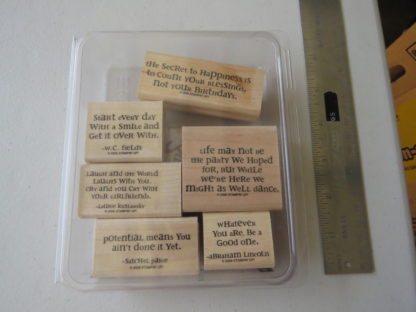 the Secret to Happiness is
to Count Your Blessings,
not Your Birthdays.
Start every day
With a Smile and
Get it over With.
-W.C. Fields
Life may not be
the party We Hoped
for, but While
we're Here We
might as Well dance.
Laugh and the World
Laughs With You.
Cry and you Cry With
Your Girlfriends.
Potential means You
ain't done it Yet.
-Satchel Paige
Whatever
You are, Be a
Good one.
-Abraham Lincoln